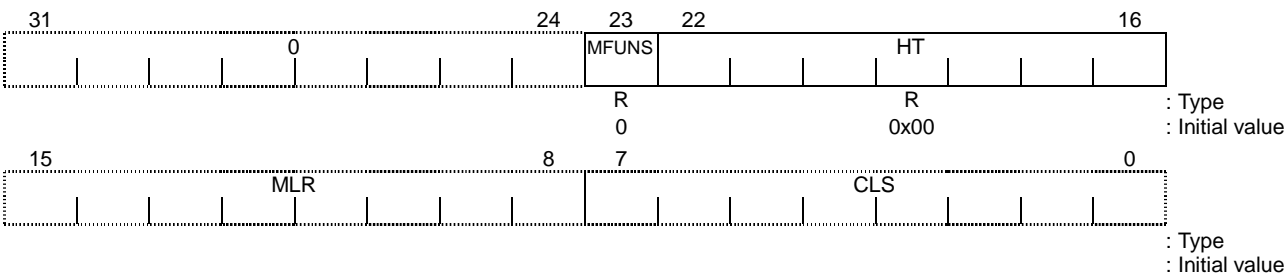 31 24 23 22 16
0 MFUNS HT
R R : Type
0 0x00 : Initial value
15 8 7 0
MLR CLS
: Type
: Initial value